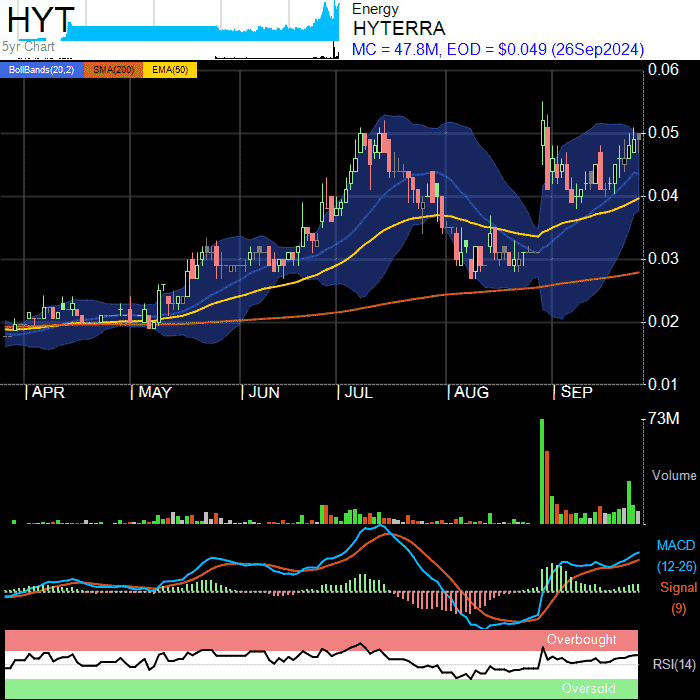 HYT
5yr Chart
Energy
HYTERRA
MC = 47.8M, EOD = $0.049 (26Sep2024)
BollBands(20,2) SMA(200) EMA(50)
0.06
0.05
0.04
0.03
0.02
0.01
APR MAY JUN JUL AUG SEP
73M
Volume
MACD
(12-26)
Signal
(9)
Overbought
RSI(14)
Oversold